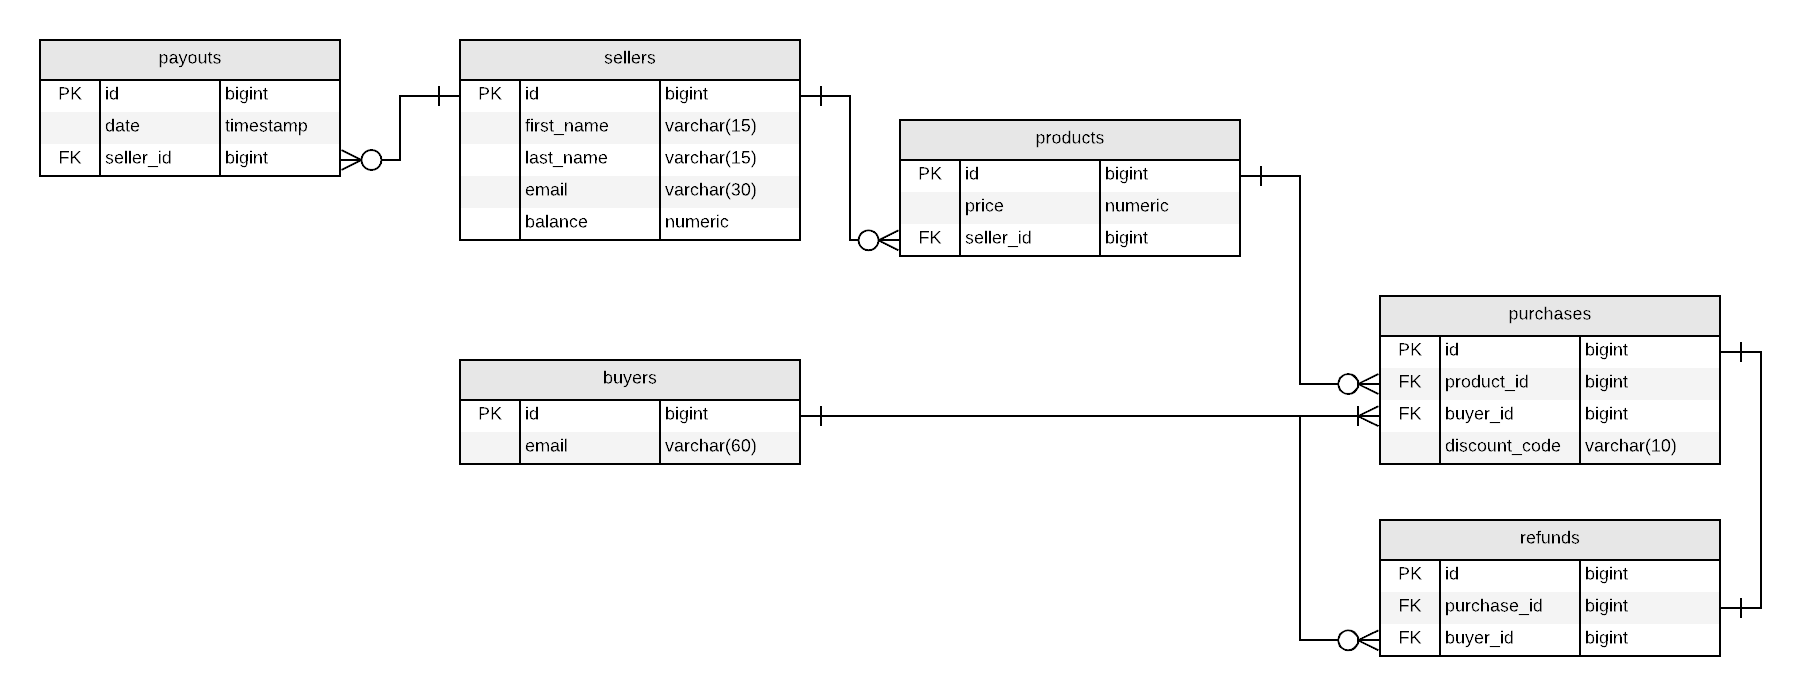 payouts
PK id bigint
date timestamp
FK seller_id bigint
sellers
PK id bigint
first_name varchar(15)
last_name varchar(15)
email varchar(30)
balance numeric
products
PK id bigint
price numeric
FK seller_id bigint
buyers
PK id bigint
email varchar(60)
purchases
PK id bigint
FK product_id bigint
FK buyer_id bigint
discount_code varchar(10)
refunds
PK id bigint
FK purchase_id bigint
FK buyer_id bigint